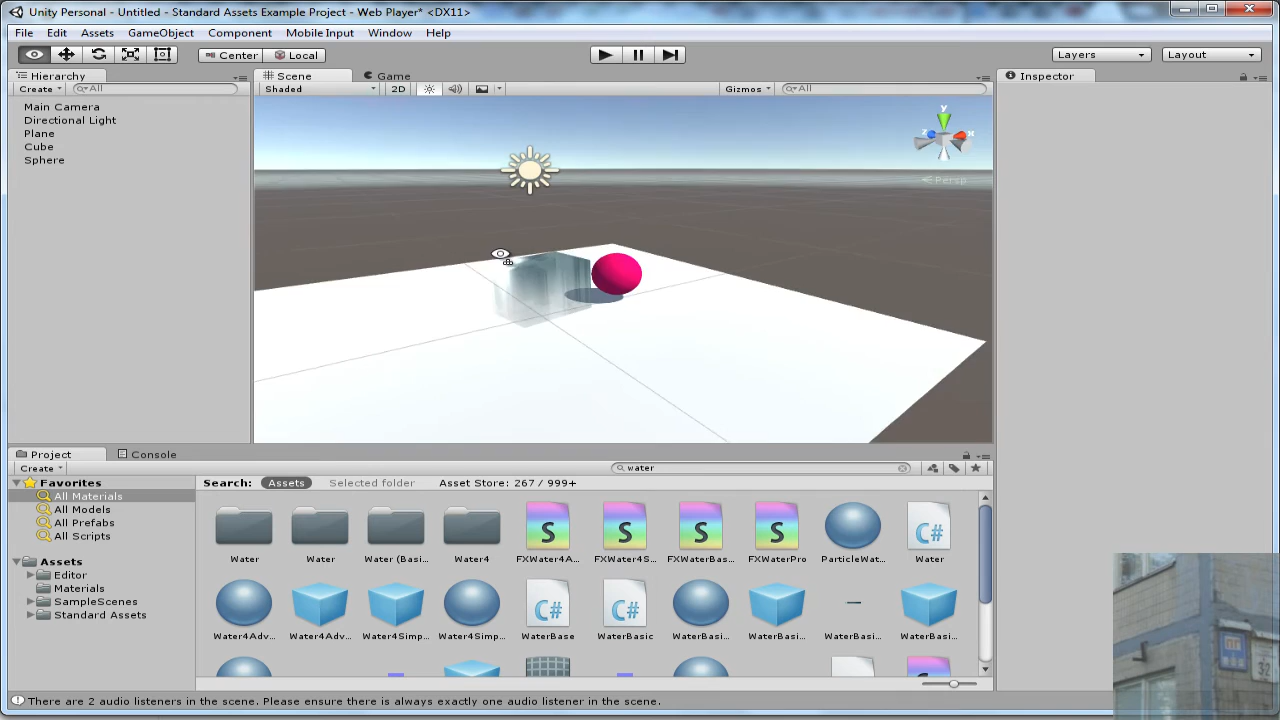 Unity Personal - Untitled - Standard Assets Example Project - Web Player* <DX11>
File Edit Assets GameObject Component Mobile Input Window Help
Center Local Layers Layout
Hierarchy Scene Game Inspector
Create All Shaded 2D Gizmos All
Main Camera
Directional Light
Plane
Cube
Sphere
y
z x
Persp
Project Console
Create water
Favorites Search: Assets Selected folder Asset Store: 267 / 999+
All Materials
All Models
All Prefabs
All Scripts
Assets
Editor
Materials
SampleScenes
Standard Assets
Water Water Water (Basi... Water4 FXWater4A... FXWater4S... FXWaterBas... FXWaterPro ParticleWat... Water
Water4Adv... Water4Adv... Water4Simp... Water4Simp... WaterBase WaterBasic WaterBasi... WaterBasi... WaterBasi... WaterBasi...
There are 2 audio listeners in the scene. Please ensure there is always exactly one audio listener in the scene.
32